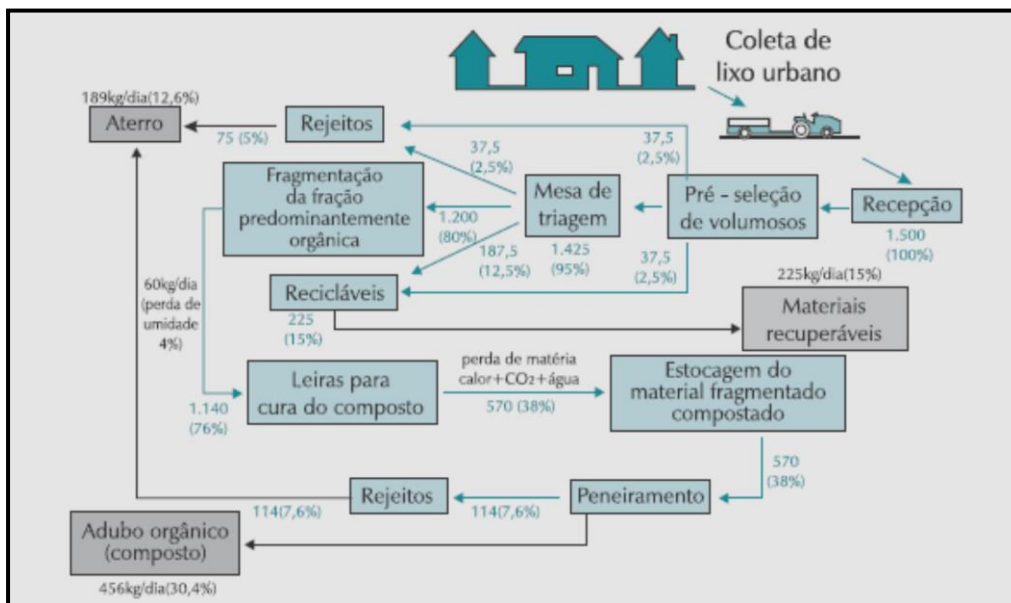 Coleta de
lixo urbano
189kg/dia(12,6%)
Aterro
75 (5%)
Rejeitos
37,5
(2,5%)
37,5
(2,5%)
Fragmentação
da fração
predominantemente
orgânica
1.200
(80%)
Mesa de
triagem
1.425
(95%)
Pré - seleção
de volumosos
Recepção
1.500
(100%)
187,5
(12,5%)
37,5
(2,5%)
Recicláveis
225
(15%)
225kg/dia(15%)
Materiais
recuperáveis
60kg/dia
(perda de
umidade
4%)
1.140
(76%)
Leiras para
cura do composto
perda de matéria
calor+CO2+água
570 (38%)
Estocagem do
material fragmentado
compostado
570
(38%)
Peneiramento
114(7,6%)
Rejeitos
114(7,6%)
Adubo orgânico
(composto)
456kg/dia(30,4%)